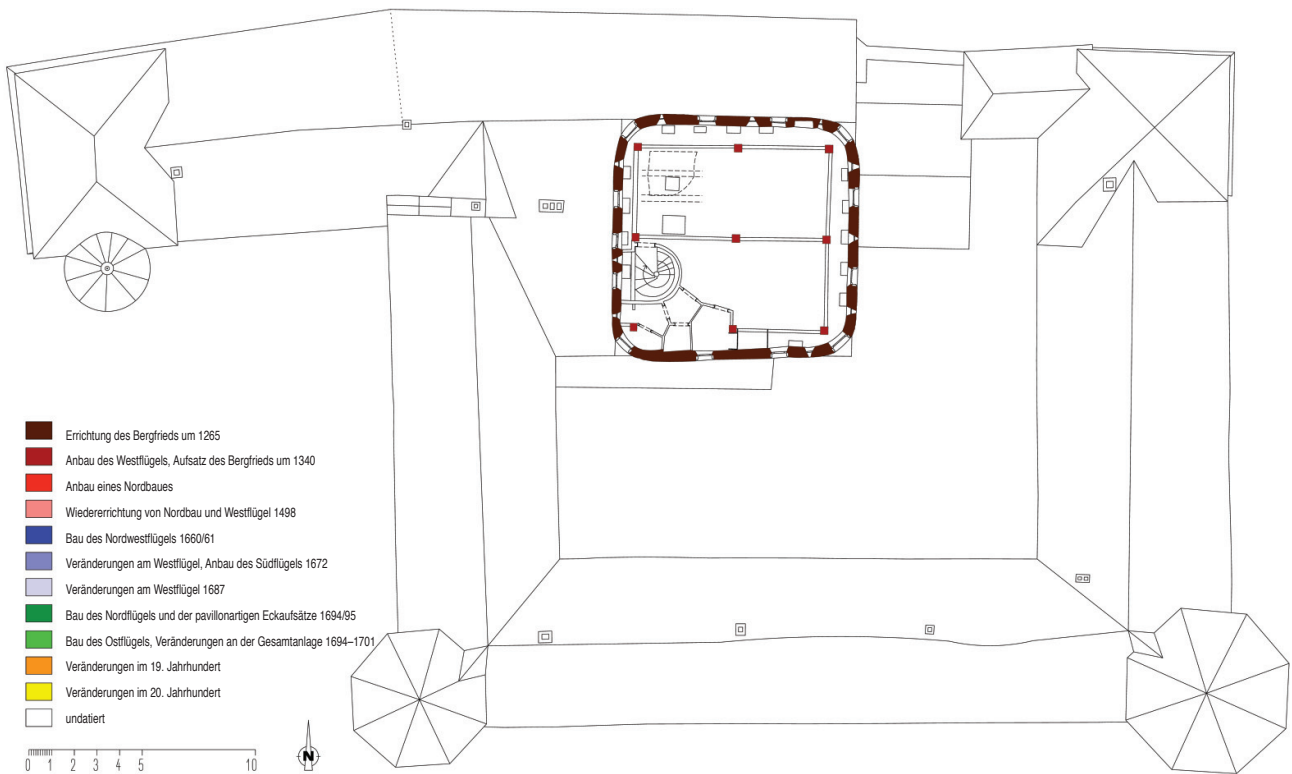 Errichtung des Bergfrieds um 1265
Anbau des Westflügels, Aufsatz des Bergfrieds um 1340
Anbau eines Nordbaues
Wiedererrichtung von Nordbau und Westflügel 1498
Bau des Nordwestflügels 1660/61
Veränderungen am Westflügel, Anbau des Südflügels 1672
Veränderungen am Westflügel 1687
Bau des Nordflügels und der pavillonartigen Eckaufsätze 1694/95
Bau des Ostflügels, Veränderungen an der Gesamtanlage 1694–1701
Veränderungen im 19. Jahrhundert
Veränderungen im 20. Jahrhundert
undatiert
0 1 2 3 4 5 10
N